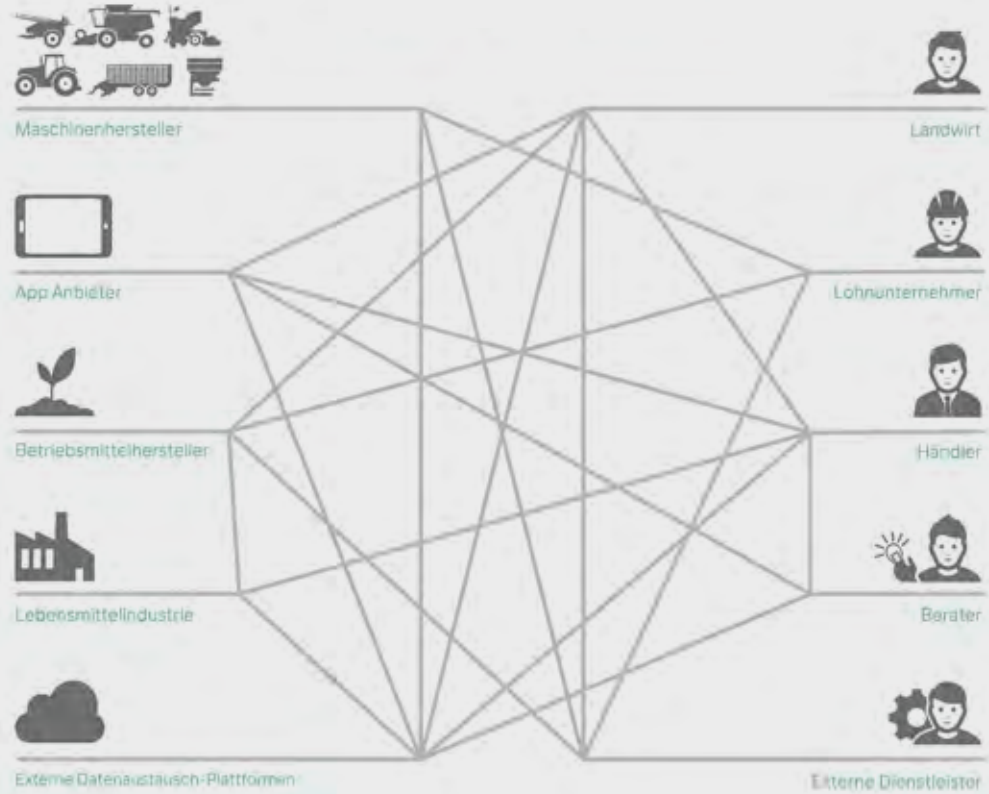 Maschinenhersteller
Landwirt
App Anbieter
Lohnunternehmer
Betriebsmittelhersteller
Händler
Lebensmittelindustrie
Berater
Externe Datenaustausch-Plattformen
Externe Dienstleister